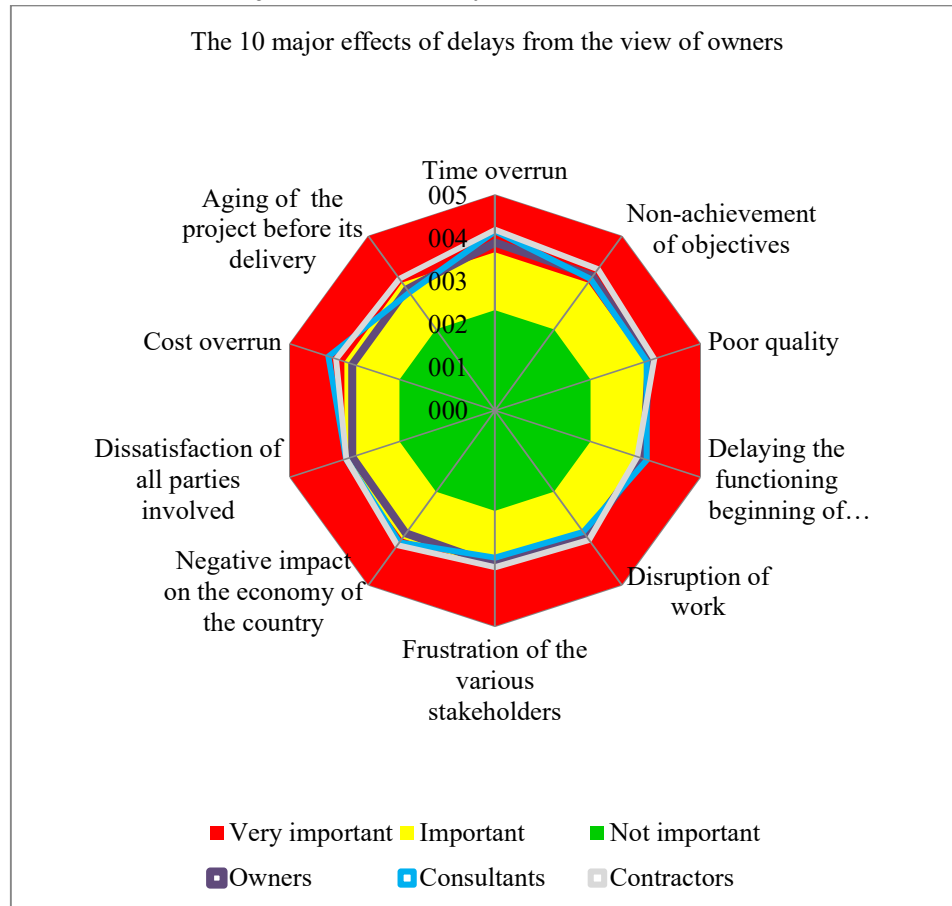 The 10 major effects of delays from the view of owners
Time overrun
Non-achievement
of objectives
Poor quality
Delaying the
functioning
beginning of…
Disruption of
work
Frustration of the
various
stakeholders
Negative impact
on the economy of
the country
Dissatisfaction of
all parties
involved
Cost overrun
Aging of the
project before its
delivery
005
004
003
002
001
000
Very important
Important
Not important
Owners
Consultants
Contractors